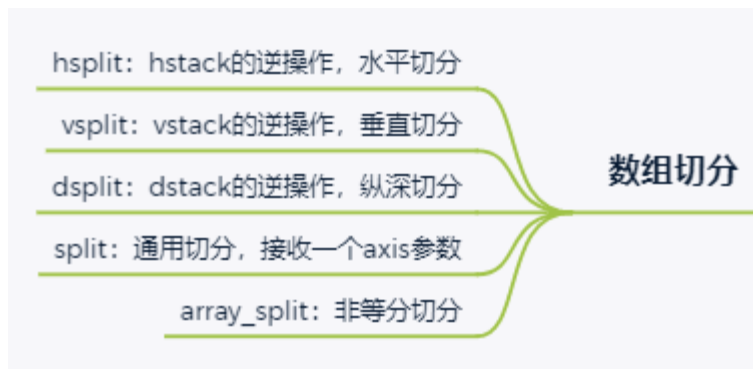 hsplit：hstack的逆操作，水平切分
vsplit：vstack的逆操作，垂直切分
dsplit：dstack的逆操作，纵深切分
split：通用切分，接收一个axis参数
array_split：非等分切分
数组切分